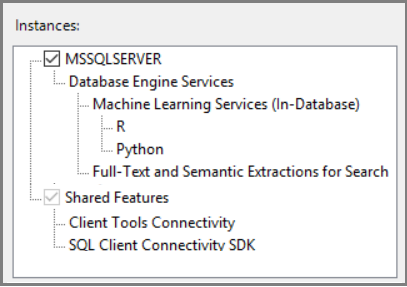 Instances:
MSSQLSERVER
Database Engine Services
Machine Learning Services (In-Database)
R
Python
Full-Text and Semantic Extractions for Search
Shared Features
Client Tools Connectivity
SQL Client Connectivity SDK